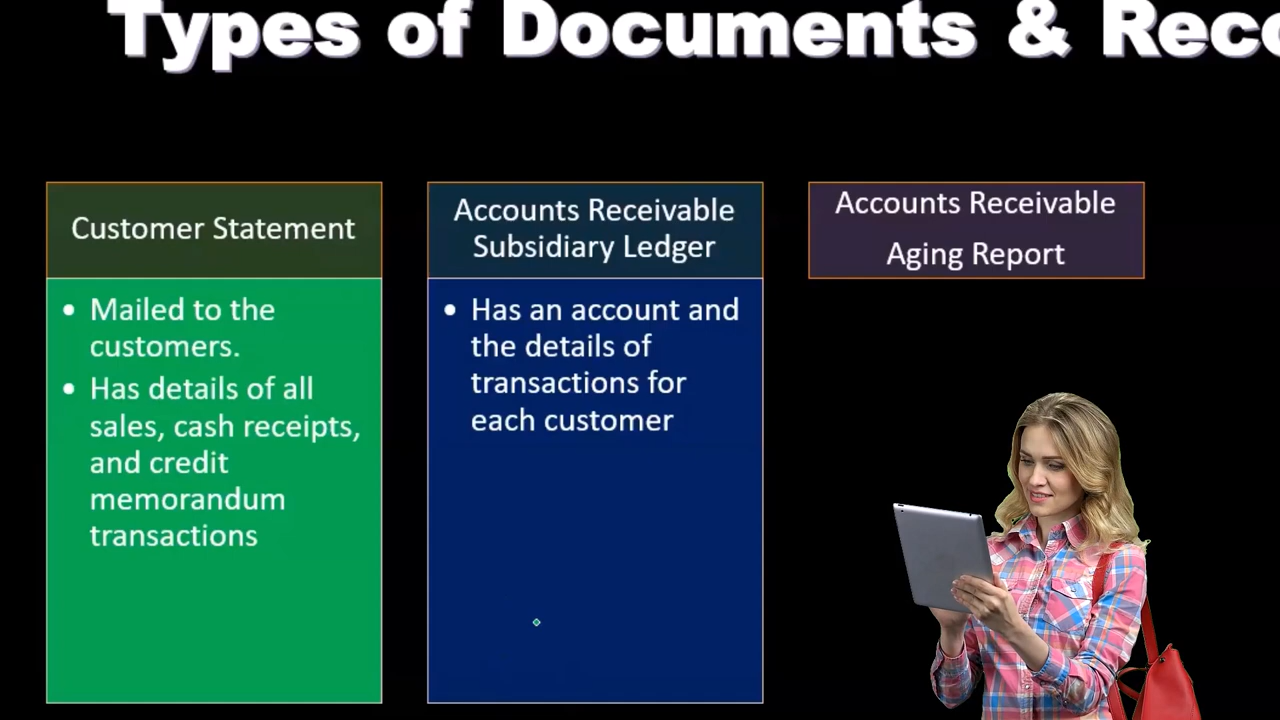 Types of Documents & Reco
Customer Statement
• Mailed to the
customers.
• Has details of all
sales, cash receipts,
and credit
memorandum
transactions
Accounts Receivable
Subsidiary Ledger
• Has an account and
the details of
transactions for
each customer
Accounts Receivable
Aging Report